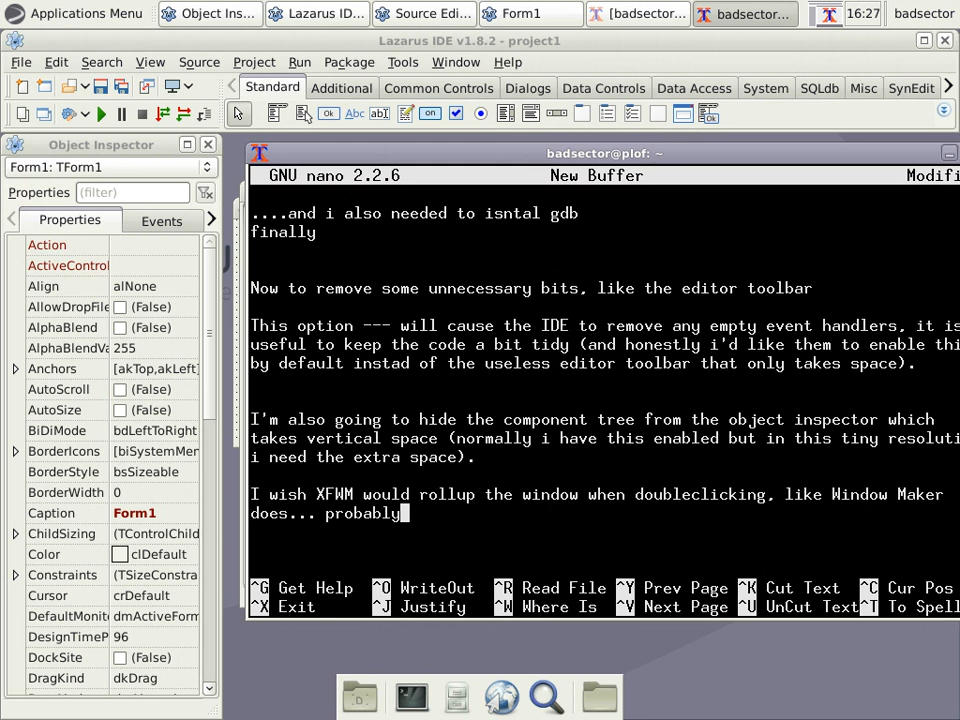 Applications Menu
Object Ins...
Lazarus ID...
Source Edi...
Form1
[badsector...
badsector...
16:27
badsector
Lazarus IDE v1.8.2 - project1
File Edit Search View Source Project Run Package Tools Window Help
Standard Additional Common Controls Dialogs Data Controls Data Access System SQLdb Misc SynEdit
Ok Abc abI on Ok
Object Inspector
Form1: TForm1
Properties (filter)
Properties Events
Action
ActiveControl
Align alNone
AllowDropFile (False)
AlphaBlend (False)
AlphaBlendVa 255
Anchors [akTop,akLeft]
AutoScroll (False)
AutoSize (False)
BiDiMode bdLeftToRight
BorderIcons [biSystemMen
BorderStyle bsSizeable
BorderWidth 0
Caption Form1
ChildSizing (TControlChild
Color clDefault
Constraints (TSizeConstra
Cursor crDefault
DefaultMonito dmActiveForm
DesignTimeP 96
DockSite (False)
DragKind dkDrag
badsector@plof: ~
GNU nano 2.2.6 New Buffer Modifi
....and i also needed to isntal gdb
finally
Now to remove some unnecessary bits, like the editor toolbar
This option --- will cause the IDE to remove any empty event handlers, it is
useful to keep the code a bit tidy (and honestly i'd like them to enable thi
by default instad of the useless editor toolbar that only takes space).
I'm also going to hide the component tree from the object inspector which
takes vertical space (normally i have this enabled but in this tiny resoluti
i need the extra space).
I wish XFWM would rollup the window when doubleclicking, like Window Maker
does... probably
^G Get Help ^O WriteOut ^R Read File ^Y Prev Page ^K Cut Text ^C Cur Pos
^X Exit ^J Justify ^W Where Is ^V Next Page ^U UnCut Text ^T To Spell